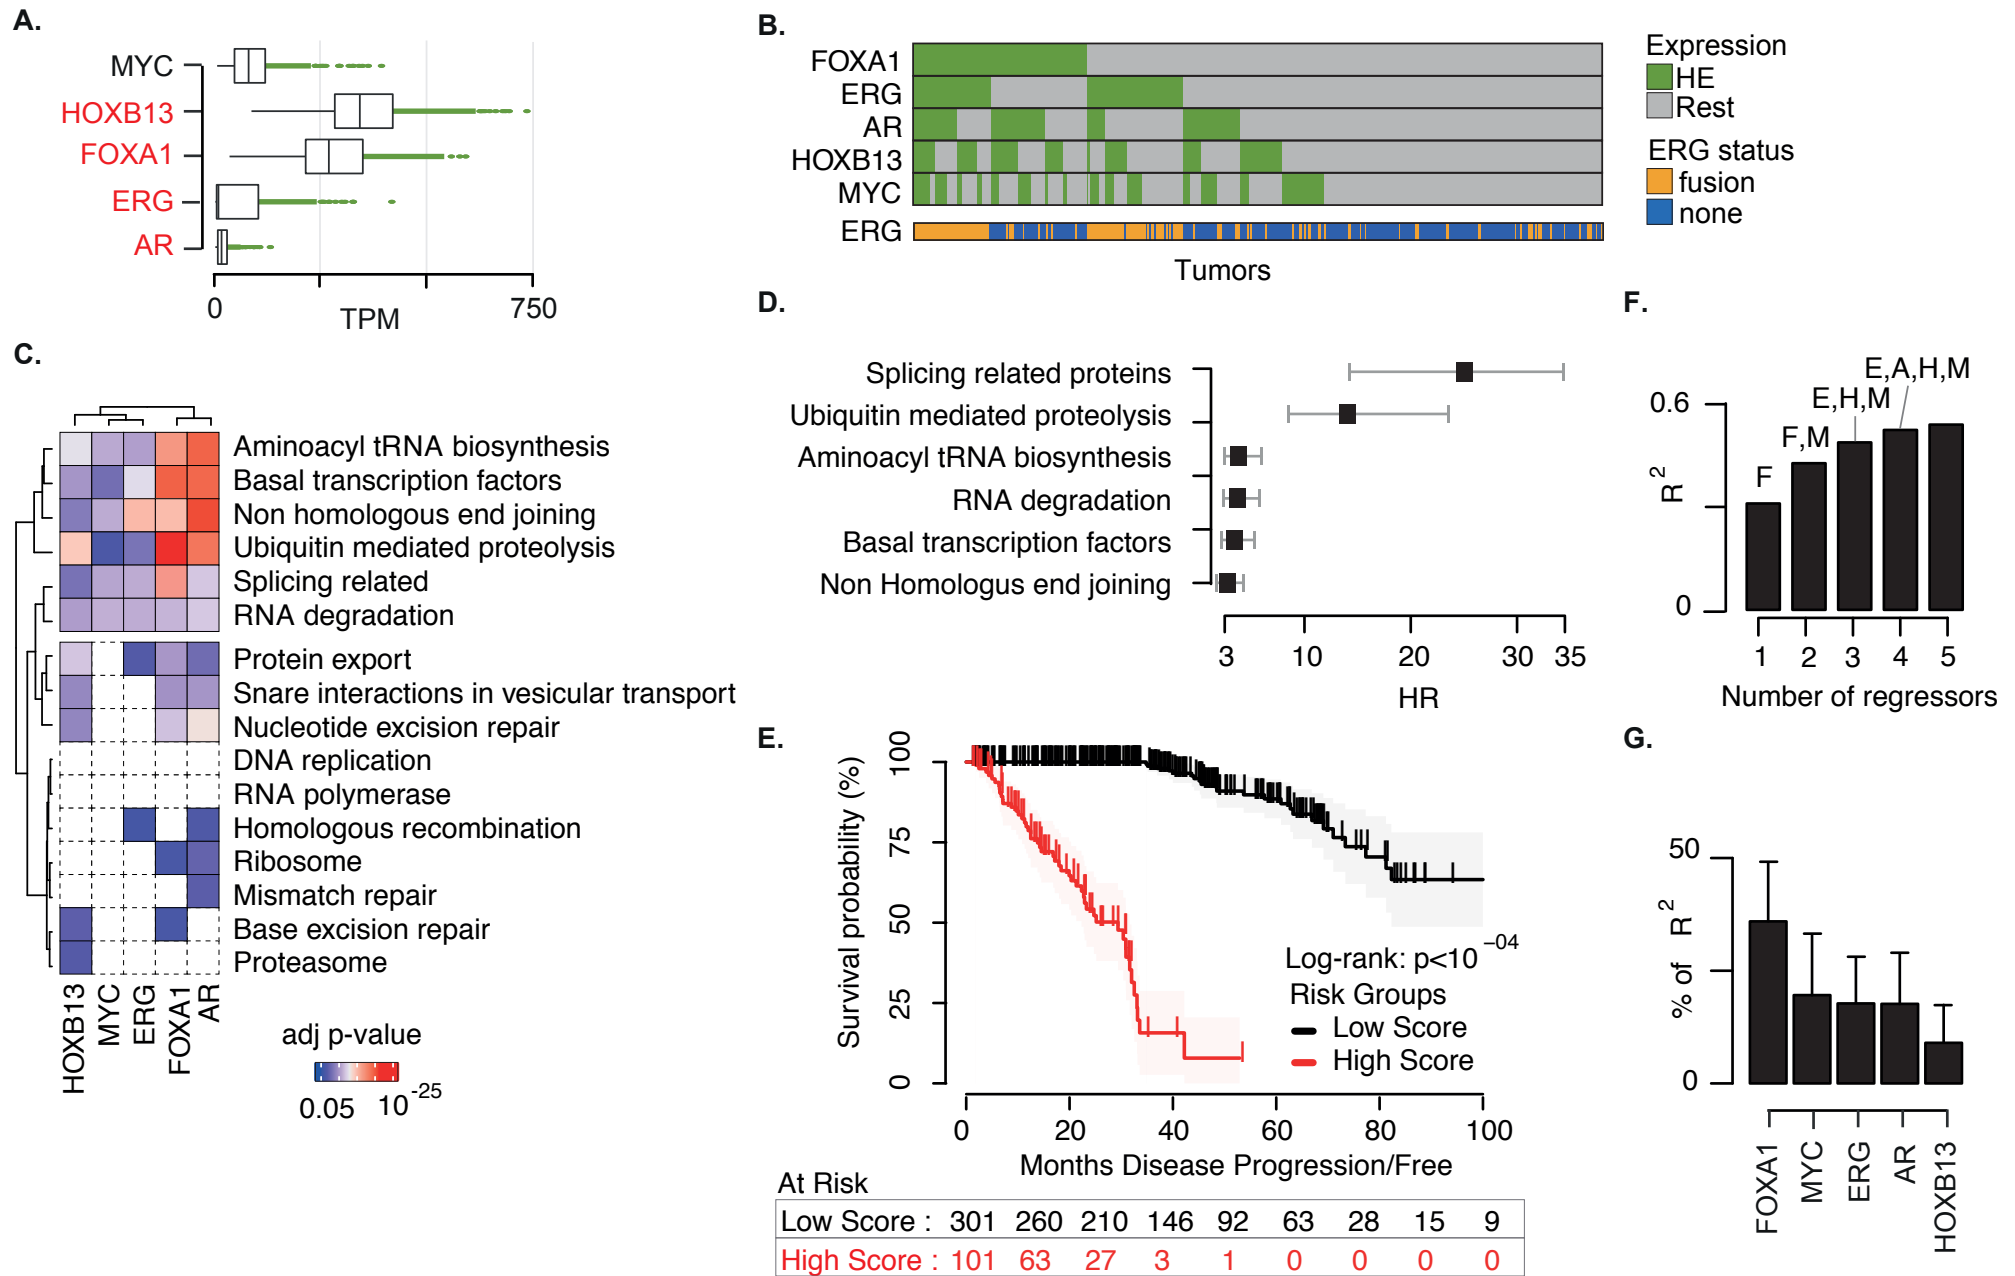 A.
MYC
HOXB13
FOXA1
ERG
AR
0
750
TPM
B.
FOXA1
ERG
AR
HOXB13
MYC
ERG
Tumors
Expression
HE
Rest
ERG status
fusion
none
C.
Aminoacyl tRNA biosynthesis
Basal transcription factors
Non homologous end joining
Ubiquitin mediated proteolysis
Splicing related
RNA degradation
Protein export
Snare interactions in vesicular transport
Nucleotide excision repair
DNA replication
RNA polymerase
Homologous recombination
Ribosome
Mismatch repair
Base excision repair
Proteasome
HOXB13
MYC
ERG
FOXA1
AR
adj p-value
0.05 10-25
D.
Splicing related proteins
Ubiquitin mediated proteolysis
Aminoacyl tRNA biosynthesis
RNA degradation
Basal transcription factors
Non Homologus end joining
3 10 20 30 35
HR
E.
Survival probability (%)
100
75
50
25
0
Log-rank: p<10−04
Risk Groups
Low Score
High Score
0 20 40 60 80 100
Months Disease Progression/Free
At Risk
Low Score : 301 260 210 146 92 63 28 15 9
High Score : 101 63 27 3 1 0 0 0 0
F.
R2
0.6
0
F
F,M
E,H,M
E,A,H,M
1 2 3 4 5
Number of regressors
G.
% of R2
50
0
FOXA1
MYC
ERG
AR
HOXB13